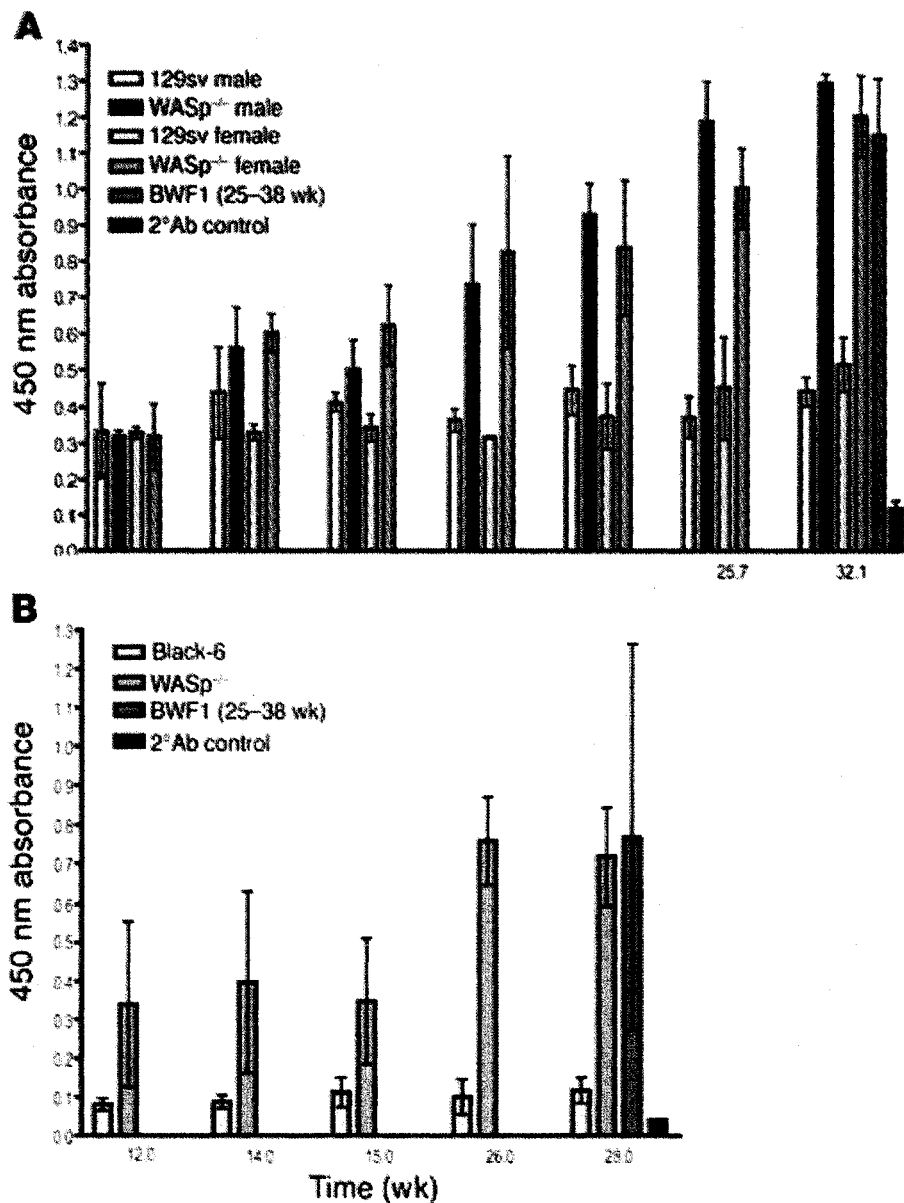 A
1.4
1.3
1.2
1.1
1.0
0.9
0.8
0.7
0.6
0.5
0.4
0.3
0.2
0.1
0.0
450 nm absorbance
129sv male
WASp⁻/⁻ male
129sv female
WASp⁻/⁻ female
BWF1 (25–38 wk)
2°Ab control
25.7
32.1
B
1.3
1.2
1.1
1.0
0.9
0.8
0.7
0.6
0.5
0.4
0.3
0.2
0.1
0.0
450 nm absorbance
Black-6
WASp⁻/⁻
BWF1 (25–38 wk)
2°Ab control
12.0
14.0
15.0
26.0
28.0
Time (wk)